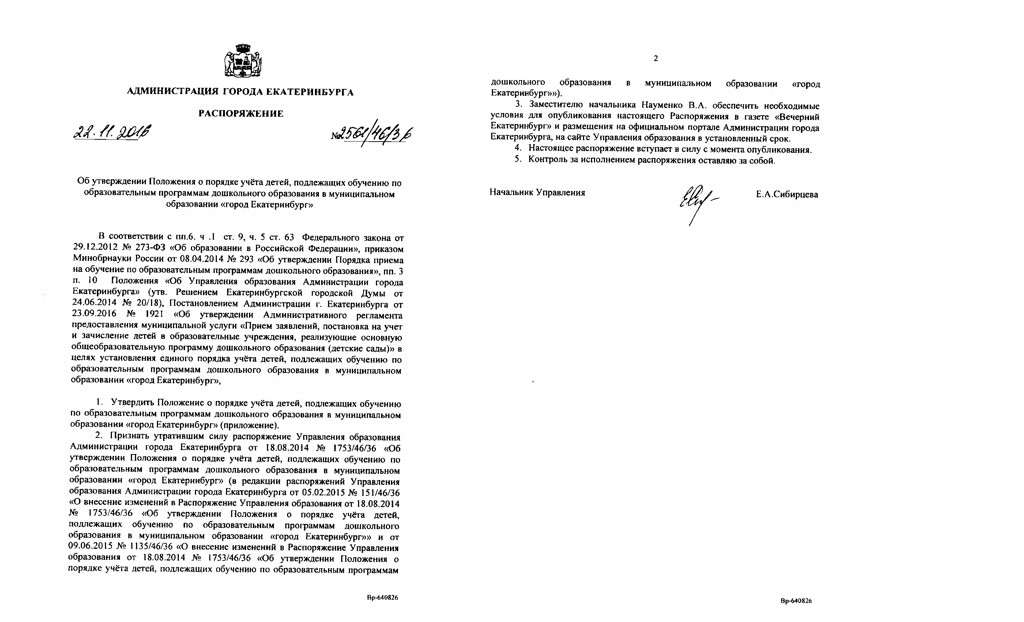 АДМИНИСТРАЦИЯ ГОРОДА ЕКАТЕРИНБУРГА
РАСПОРЯЖЕНИЕ
22.11.2016
№2561/46/36
Об утверждении Положения о порядке учёта детей, подлежащих обучению по
образовательным программам дошкольного образования в муниципальном
образовании «город Екатеринбург»
В соответствии с пп.6. ч .1 ст. 9, ч. 5 ст. 63 Федерального закона от
29.12.2012 № 273-ФЗ «Об образовании в Российской Федерации», приказом
Минобрнауки России от 08.04.2014 № 293 «Об утверждении Порядка приема
на обучение по образовательным программам дошкольного образования», пп. 3
п. 10 Положения «Об Управления образования Администрации города
Екатеринбурга» (утв. Решением Екатеринбургской городской Думы от
24.06.2014 № 20/18), Постановлением Администрации г. Екатеринбурга от
23.09.2016 № 1921 «Об утверждении Административного регламента
предоставления муниципальной услуги «Прием заявлений, постановка на учет
и зачисление детей в образовательные учреждения, реализующие основную
общеобразовательную программу дошкольного образования (детские сады)» в
целях установления единого порядка учёта детей, подлежащих обучению по
образовательным программам дошкольного образования в муниципальном
образовании «город Екатеринбург»,
1. Утвердить Положение о порядке учёта детей, подлежащих обучению
по образовательным программам дошкольного образования в муниципальном
образовании «город Екатеринбург» (приложение).
2. Признать утратившим силу распоряжение Управления образования
Администрации города Екатеринбурга от 18.08.2014 № 1753/46/36 «Об
утверждении Положения о порядке учёта детей, подлежащих обучению по
образовательным программам дошкольного образования в муниципальном
образовании «город Екатеринбург» (в редакции распоряжений Управления
образования Администрации города Екатеринбурга от 05.02.2015 № 151/46/36
«О внесение изменений в Распоряжение Управления образования от 18.08.2014
№ 1753/46/36 «Об утверждении Положения о порядке учёта детей,
подлежащих обучению по образовательным программам дошкольного
образования в муниципальном образовании «город Екатеринбург»» и от
09.06.2015 № 1135/46/36 «О внесение изменений в Распоряжение Управления
образования от 18.08.2014 № 1753/46/36 «Об утверждении Положения о
порядке учёта детей, подлежащих обучению по образовательным программам
Вр-640826
2
дошкольного образования в муниципальном образовании «город
Екатеринбург»»).
3. Заместителю начальника Науменко В.А. обеспечить необходимые
условия для опубликования настоящего Распоряжения в газете «Вечерний
Екатеринбург» и размещения на официальном портале Администрации города
Екатеринбурга, на сайте Управления образования в установленный срок.
4. Настоящее распоряжение вступает в силу с момента опубликования.
5. Контроль за исполнением распоряжения оставляю за собой.
Начальник Управления
Е.А.Сибирцева
Вр-640826